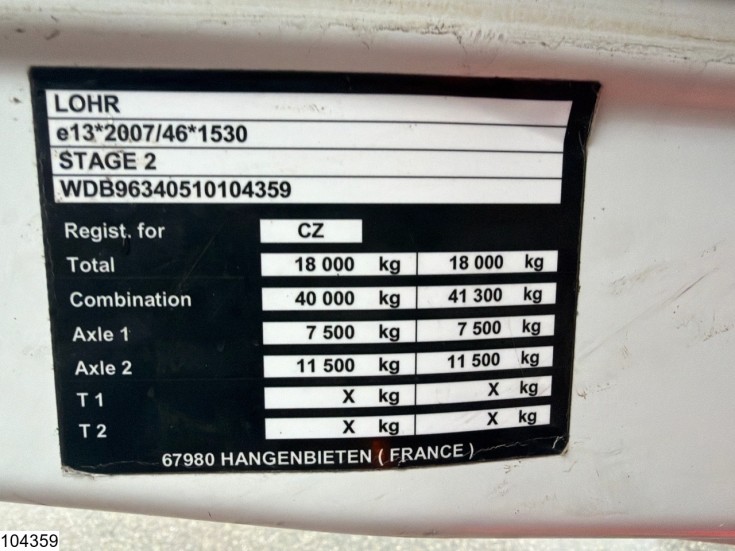 LOHR
e13*2007/46*1530
STAGE 2
WDB96340510104359
Regist. for CZ
Total 18 000 kg 18 000 kg
Combination 40 000 kg 41 300 kg
Axle 1 7 500 kg 7 500 kg
Axle 2 11 500 kg 11 500 kg
T 1 X kg X kg
T 2 X kg X kg
67980 HANGENBIETEN ( FRANCE )
104359